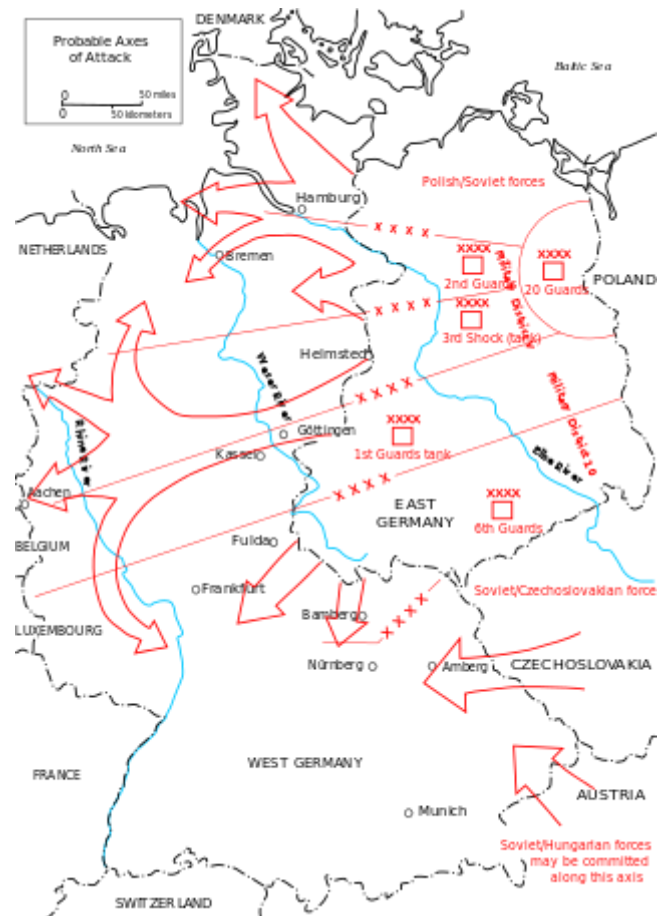 DENMARK
Probable Axes
of Attack
0 50 miles
0 50 kilometers
Baltic Sea
North Sea
Polish/Soviet forces
Hamburg
x x x x
NETHERLANDS
Bremen
XXXX
XXXX
2nd Guards
20 Guards
POLAND
x x x x
XXXX
3rd Shock (tank)
Military District V
Helmstedt
Weser River
x x x x
Military District 10
Rhine River
Göttingen
XXXX
1st Guards tank
Kassel
Elbe River
x x x x
Aachen
EAST
GERMANY
XXXX
6th Guards
BELGIUM
Fulda
Frankfurt
Soviet/Czechoslovakian force
Bamberg
x x x x
LUXEMBOURG
Nürnberg
Amberg
CZECHOSLOVAKIA
WEST GERMANY
FRANCE
AUSTRIA
Munich
Soviet/Hungarian forces
may be committed
along this axis
SWITZERLAND